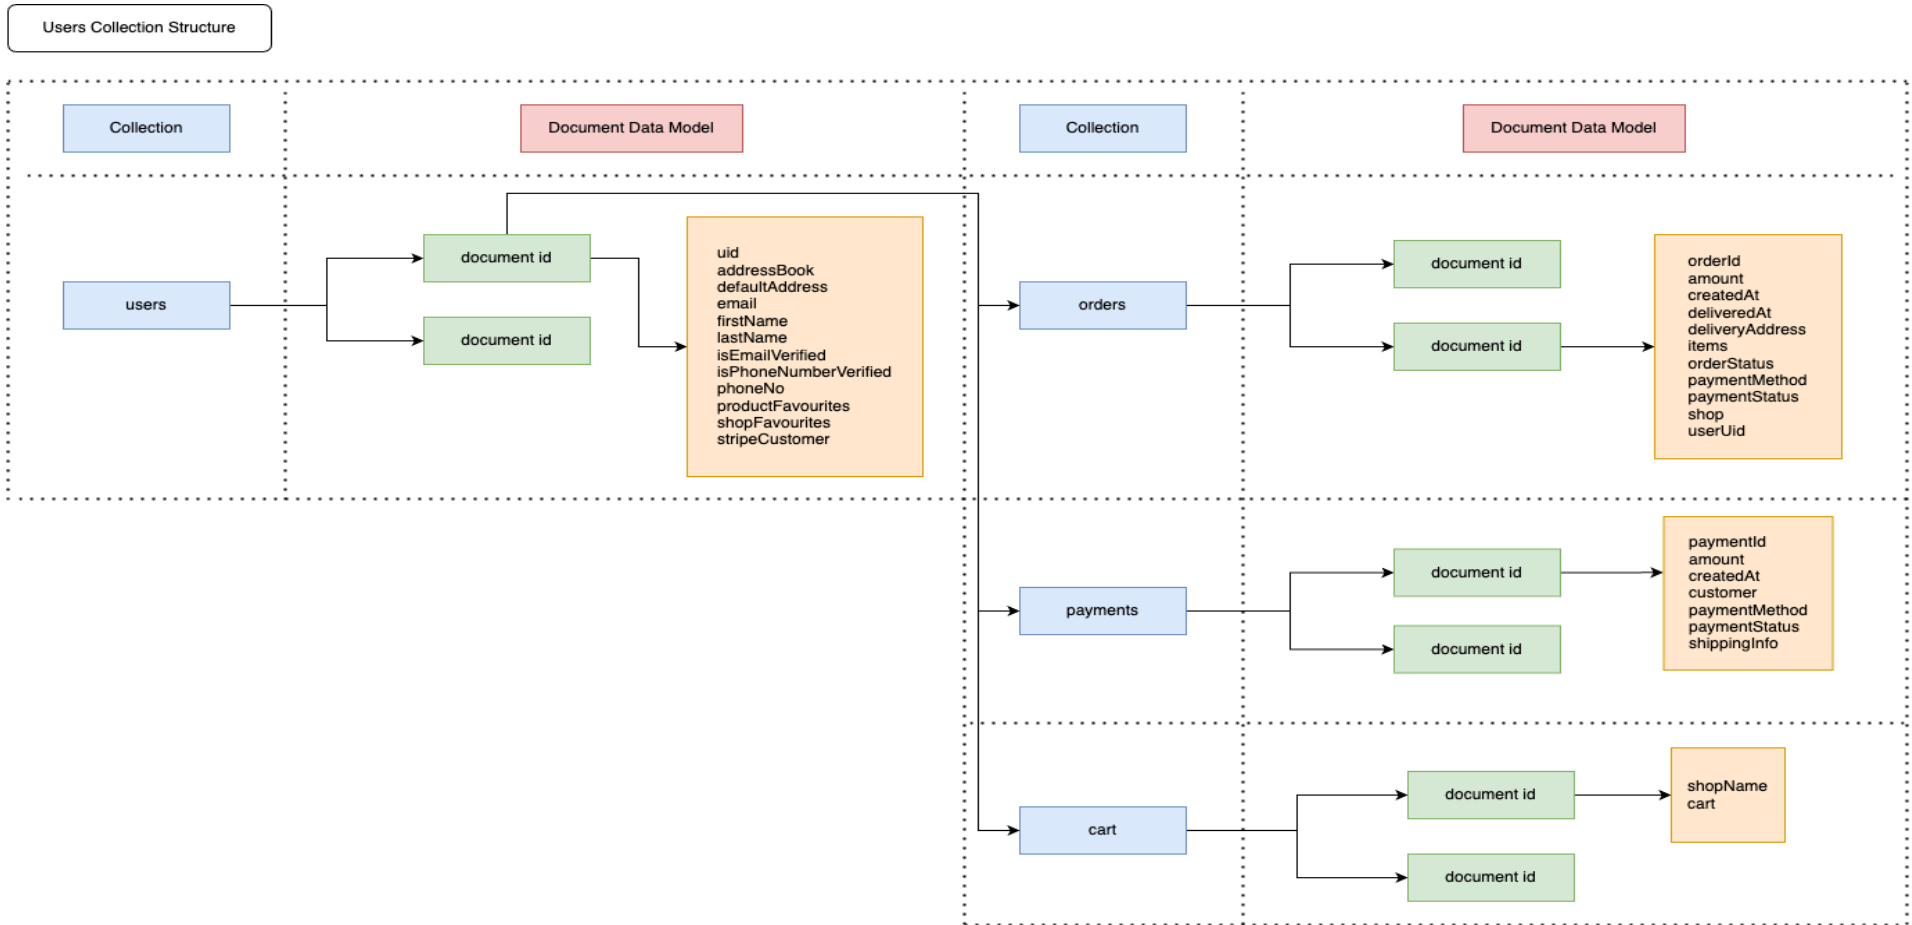 Users Collection Structure
Collection
Document Data Model
Collection
Document Data Model
users
document id
document id
uid
addressBook
defaultAddress
email
firstName
lastName
isEmailVerified
isPhoneNumberVerified
phoneNo
productFavourites
shopFavourites
stripeCustomer
orders
document id
document id
orderId
amount
createdAt
deliveredAt
deliveryAddress
items
orderStatus
paymentMethod
paymentStatus
shop
userUid
payments
document id
document id
paymentId
amount
createdAt
customer
paymentMethod
paymentStatus
shippingInfo
cart
document id
document id
shopName
cart